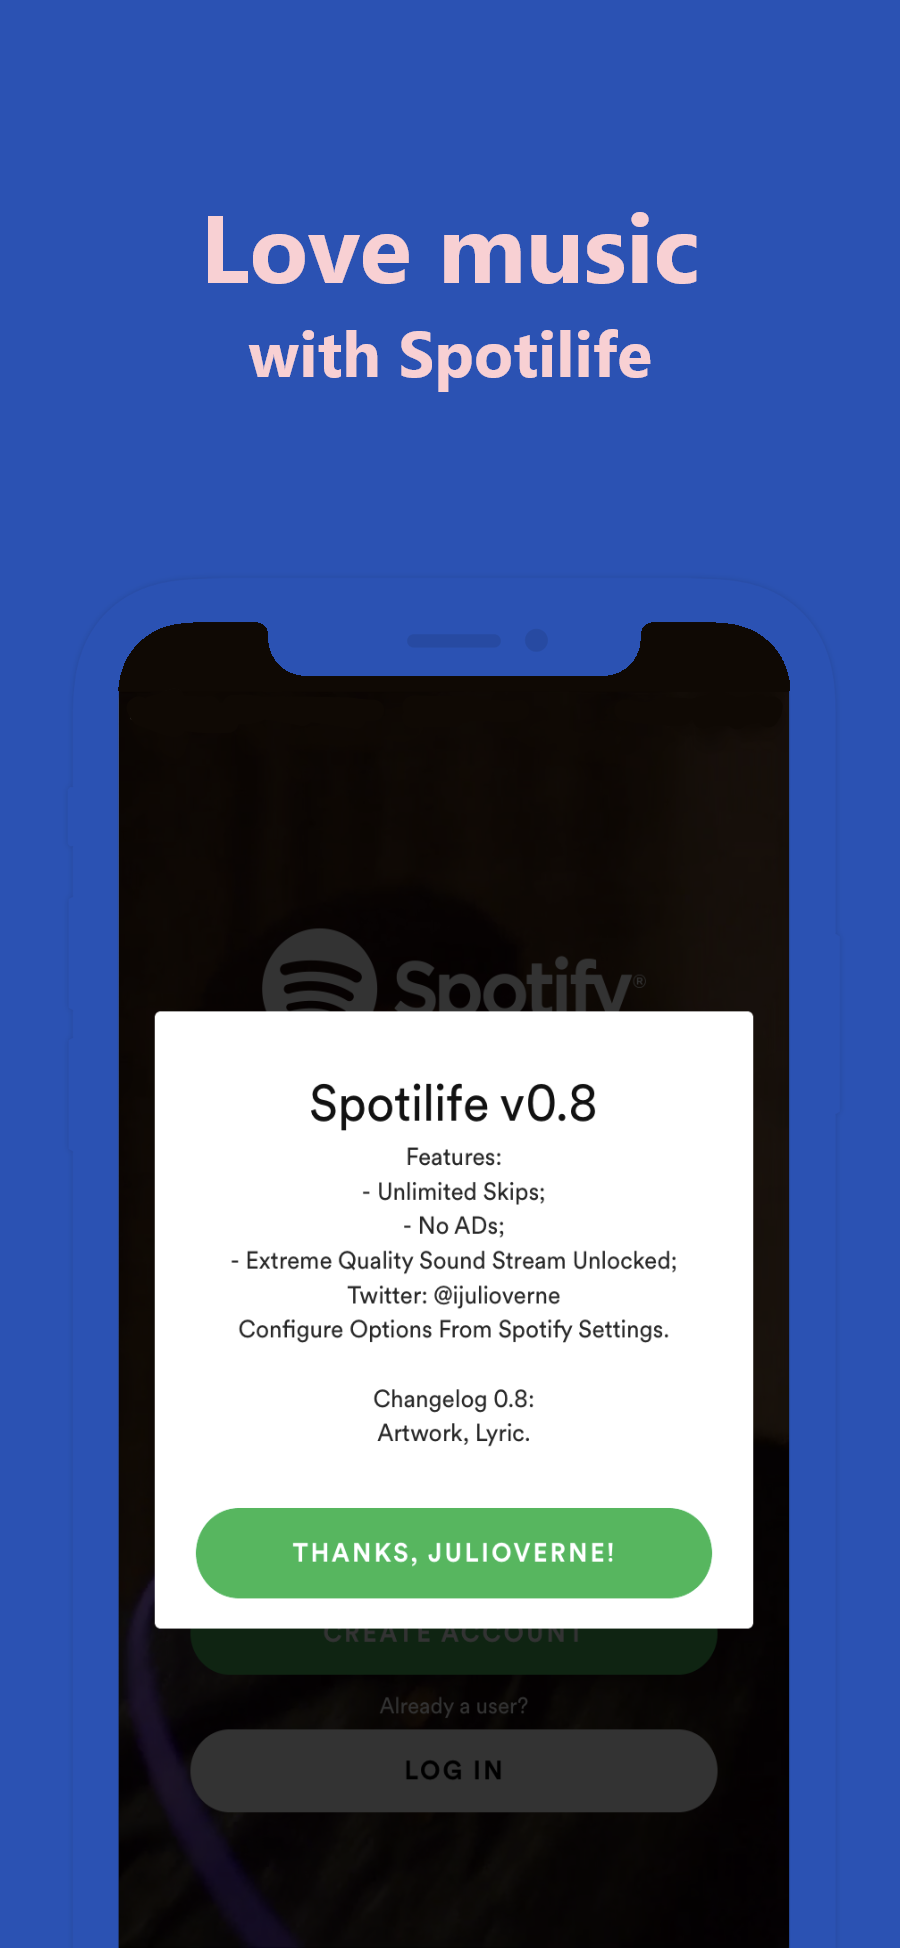 Love music
with Spotilife
Spotify®
Spotilife v0.8
Features:
- Unlimited Skips;
- No ADs;
- Extreme Quality Sound Stream Unlocked;
Twitter: @ijulioverne
Configure Options From Spotify Settings.
Changelog 0.8:
Artwork, Lyric.
THANKS, JULIOVERNE!
CREATE ACCOUNT
Already a user?
LOG IN